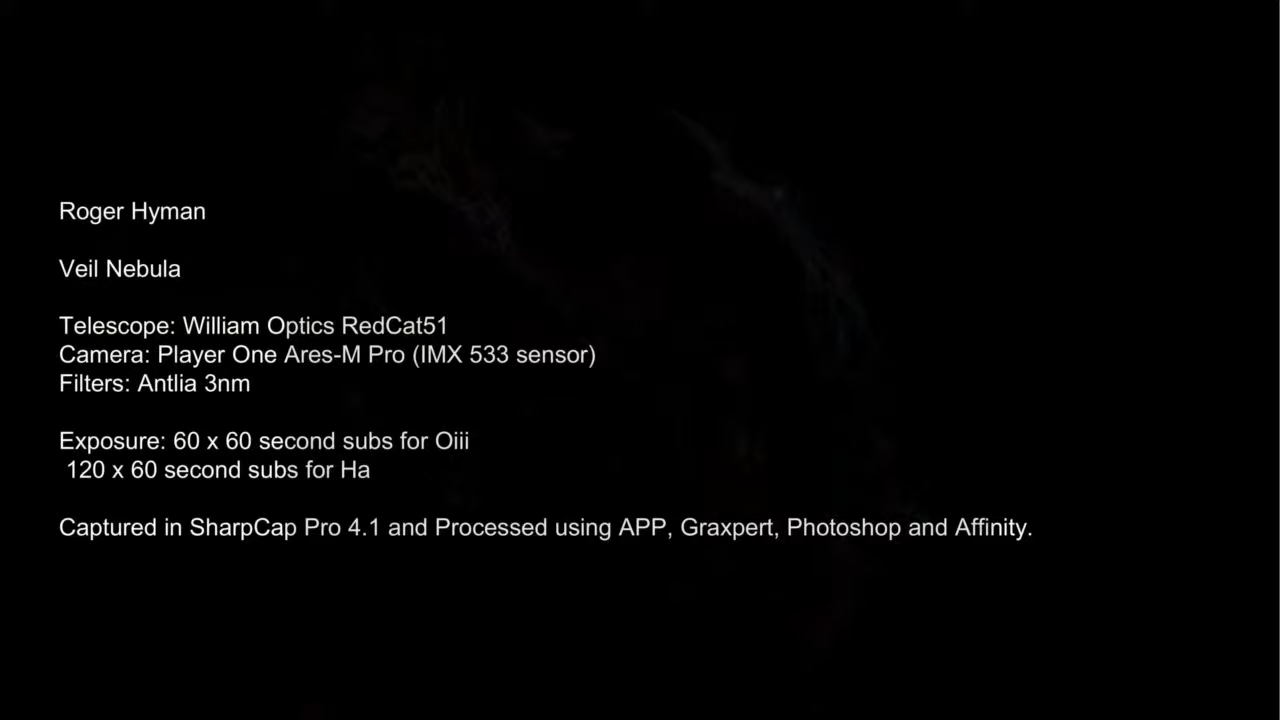 Roger Hyman
Veil Nebula
Telescope: William Optics RedCat51
Camera: Player One Ares-M Pro (IMX 533 sensor)
Filters: Antlia 3nm
Exposure: 60 x 60 second subs for Oiii
120 x 60 second subs for Ha
Captured in SharpCap Pro 4.1 and Processed using APP, Graxpert, Photoshop and Affinity.